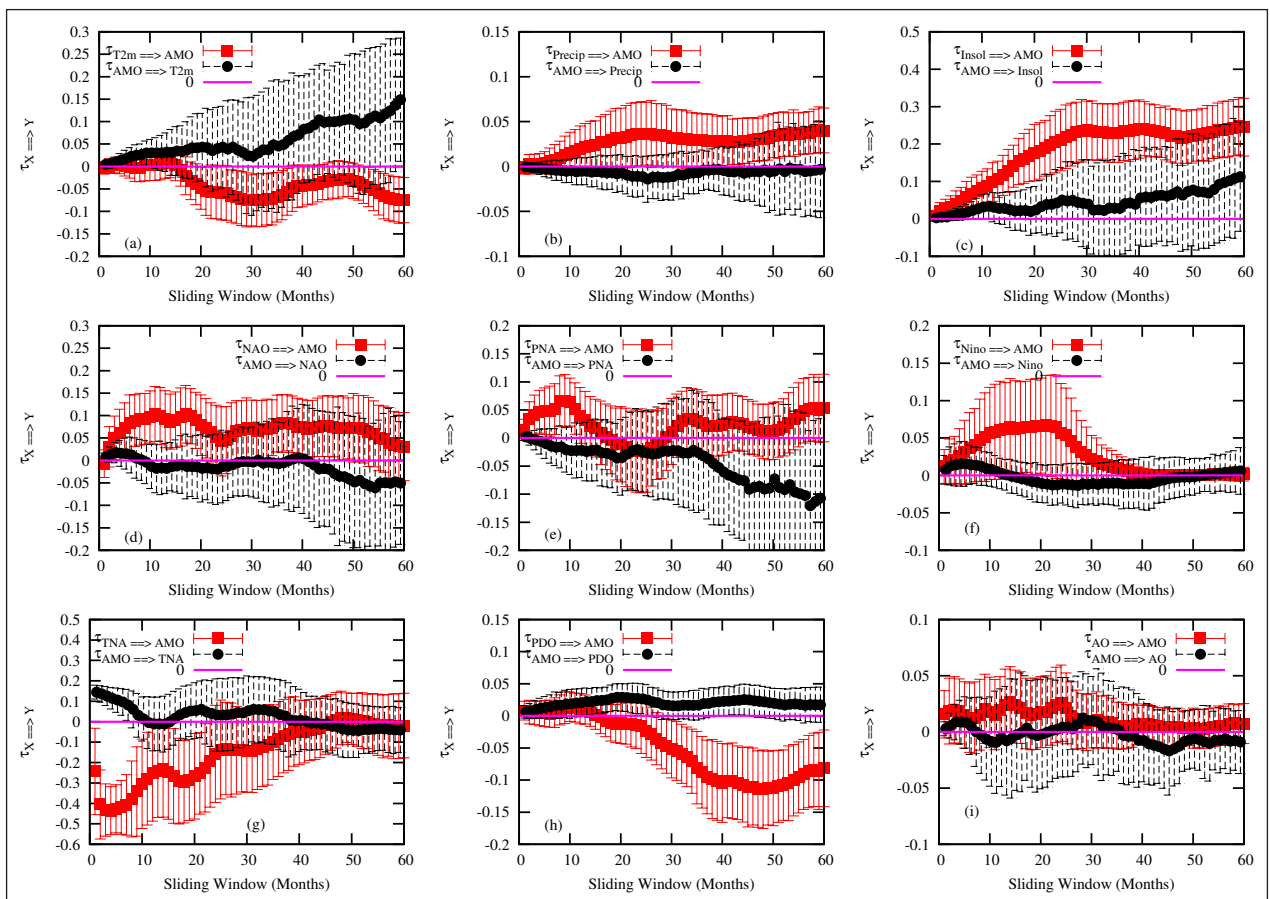 τT2m ==> AMO
τAMO ==> T2m
0
0.3
0.25
0.2
0.15
0.1
0.05
0
-0.05
-0.1
-0.15
-0.2
τX ==> Y
(a)
0 10 20 30 40 50 60
Sliding Window (Months)
τPrecip ==> AMO
τAMO ==> Precip
0
0.15
0.1
0.05
0
-0.05
-0.1
τX ==> Y
(b)
0 10 20 30 40 50 60
Sliding Window (Months)
τInsol ==> AMO
τAMO ==> Insol
0
0.5
0.4
0.3
0.2
0.1
0
-0.1
τX ==> Y
(c)
0 10 20 30 40 50 60
Sliding Window (Months)
τNAO ==> AMO
τAMO ==> NAO
0
0.3
0.25
0.2
0.15
0.1
0.05
0
-0.05
-0.1
-0.15
-0.2
τX ==> Y
(d)
0 10 20 30 40 50 60
Sliding Window (Months)
τPNA ==> AMO
τAMO ==> PNA
0
0.2
0.15
0.1
0.05
0
-0.05
-0.1
-0.15
-0.2
τX ==> Y
(e)
0 10 20 30 40 50 60
Sliding Window (Months)
τNino ==> AMO
τAMO ==> Nino
0
0.2
0.15
0.1
0.05
0
-0.05
-0.1
τX ==> Y
(f)
0 10 20 30 40 50 60
Sliding Window (Months)
τTNA ==> AMO
τAMO ==> TNA
0
0.5
0.4
0.3
0.2
0.1
0
-0.1
-0.2
-0.3
-0.4
-0.5
-0.6
τX ==> Y
(g)
0 10 20 30 40 50 60
Sliding Window (Months)
τPDO ==> AMO
τAMO ==> PDO
0
0.15
0.1
0.05
0
-0.05
-0.1
-0.15
-0.2
τX ==> Y
(h)
0 10 20 30 40 50 60
Sliding Window (Months)
τAO ==> AMO
τAMO ==> AO
0
0.1
0.05
0
-0.05
-0.1
τX ==> Y
(i)
0 10 20 30 40 50 60
Sliding Window (Months)